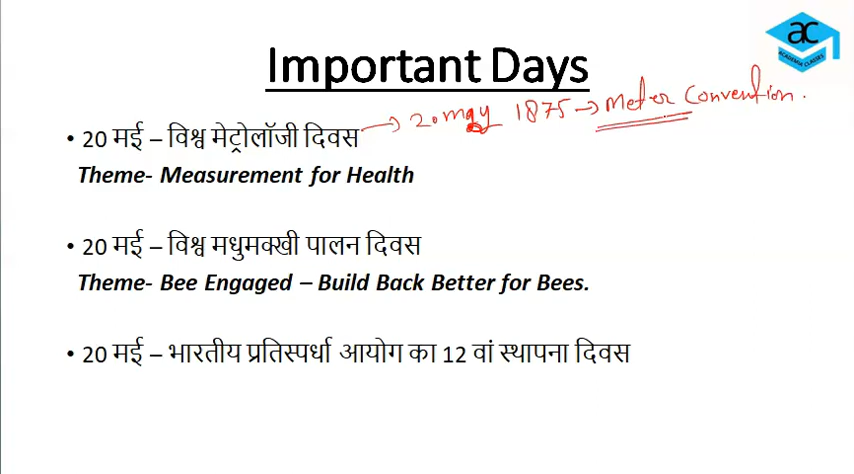 ac
ACADEMIA CLASSES
Important Days
• 20 मई – विश्व मेट्रोलॉजी दिवस → 20 may 1875 → Meter Convention.
Theme- Measurement for Health
• 20 मई – विश्व मधुमक्खी पालन दिवस
Theme- Bee Engaged – Build Back Better for Bees.
• 20 मई – भारतीय प्रतिस्पर्धा आयोग का 12 वां स्थापना दिवस